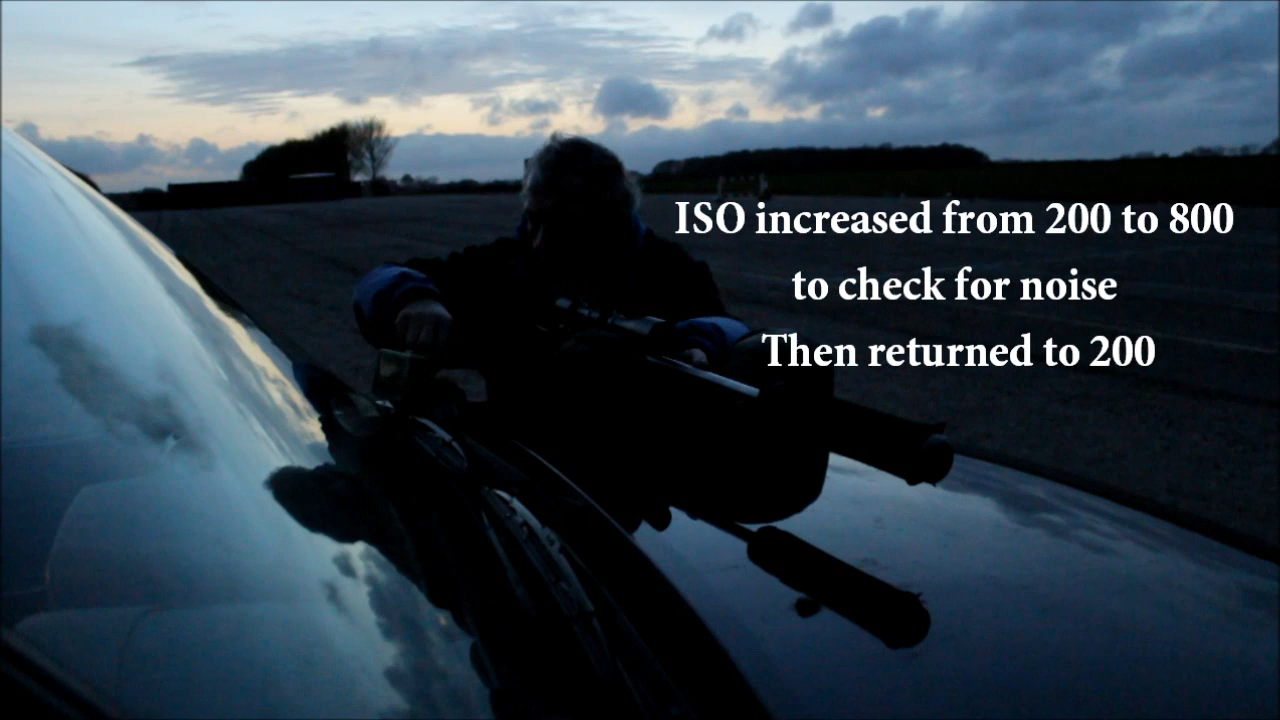 ISO increased from 200 to 800
to check for noise
Then returned to 200